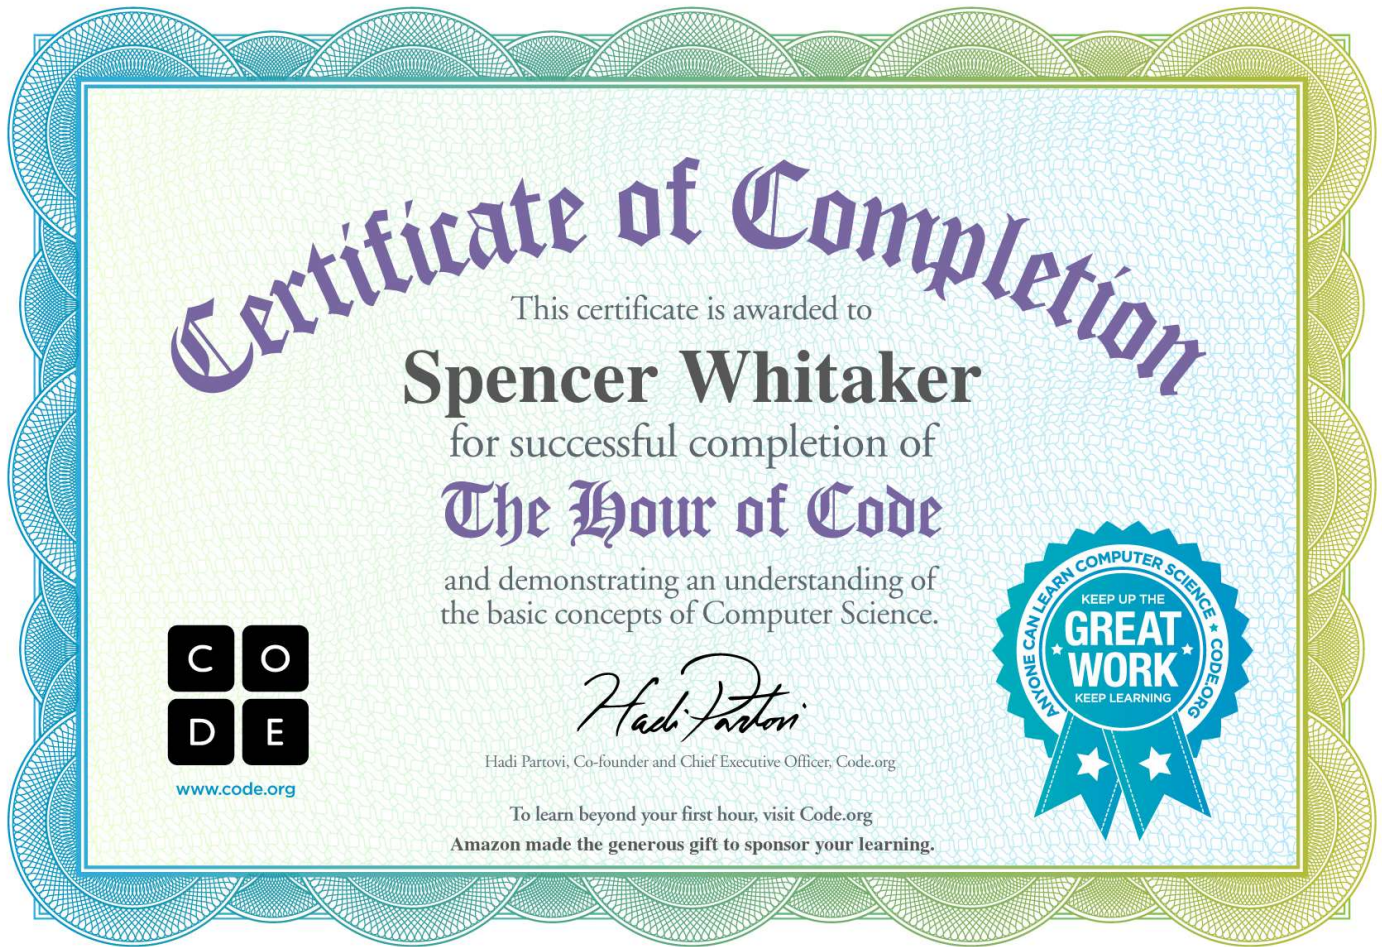 Certificate of Completion
This certificate is awarded to
Spencer Whitaker
for successful completion of
The Hour of Code
and demonstrating an understanding of
the basic concepts of Computer Science.
C O
D E
www.code.org
Hadi Partovi
Hadi Partovi, Co-founder and Chief Executive Officer, Code.org
To learn beyond your first hour, visit Code.org
Amazon made the generous gift to sponsor your learning.
ANYONE CAN LEARN COMPUTER SCIENCE ★ CODE.ORG
KEEP UP THE
GREAT
WORK
KEEP LEARNING